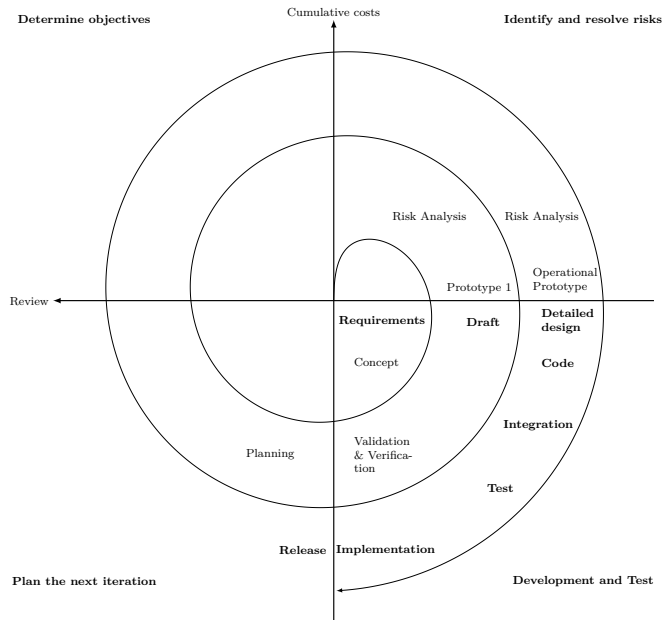 Cumulative costs
Determine objectives
Identify and resolve risks
Risk Analysis
Risk Analysis
Prototype 1
Operational
Prototype
Review
Requirements
Draft
Detailed
design
Concept
Code
Integration
Planning
Validation
& Verifica-
tion
Test
Release
Implementation
Plan the next iteration
Development and Test